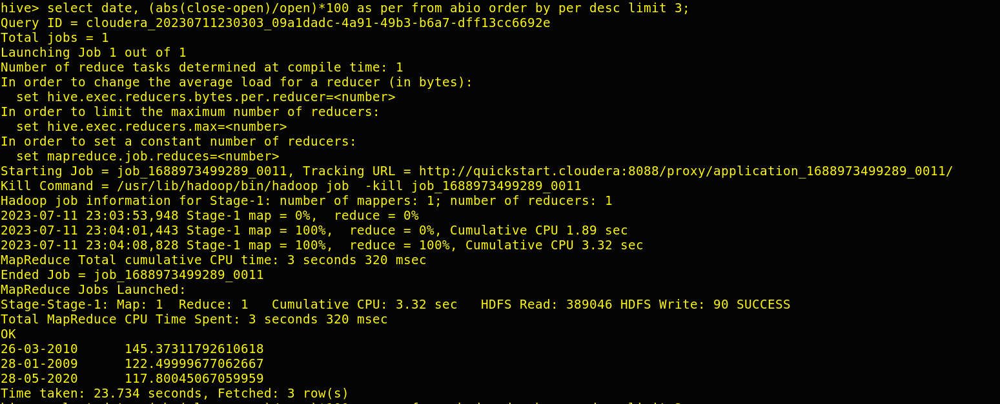 hive> select date, (abs(close-open)/open)*100 as per from abio order by per desc limit 3;
Query ID = cloudera_20230711230303_09a1dadc-4a91-49b3-b6a7-dff13cc6692e
Total jobs = 1
Launching Job 1 out of 1
Number of reduce tasks determined at compile time: 1
In order to change the average load for a reducer (in bytes):
  set hive.exec.reducers.bytes.per.reducer=<number>
In order to limit the maximum number of reducers:
  set hive.exec.reducers.max=<number>
In order to set a constant number of reducers:
  set mapreduce.job.reduces=<number>
Starting Job = job_1688973499289_0011, Tracking URL = http://quickstart.cloudera:8088/proxy/application_1688973499289_0011/
Kill Command = /usr/lib/hadoop/bin/hadoop job  -kill job_1688973499289_0011
Hadoop job information for Stage-1: number of mappers: 1; number of reducers: 1
2023-07-11 23:03:53,948 Stage-1 map = 0%,  reduce = 0%
2023-07-11 23:04:01,443 Stage-1 map = 100%,  reduce = 0%, Cumulative CPU 1.89 sec
2023-07-11 23:04:08,828 Stage-1 map = 100%,  reduce = 100%, Cumulative CPU 3.32 sec
MapReduce Total cumulative CPU time: 3 seconds 320 msec
Ended Job = job_1688973499289_0011
MapReduce Jobs Launched:
Stage-Stage-1: Map: 1  Reduce: 1   Cumulative CPU: 3.32 sec   HDFS Read: 389046 HDFS Write: 90 SUCCESS
Total MapReduce CPU Time Spent: 3 seconds 320 msec
OK
26-03-2010      145.37311792610618
28-01-2009      122.49999677062667
28-05-2020      117.80045067059959
Time taken: 23.734 seconds, Fetched: 3 row(s)